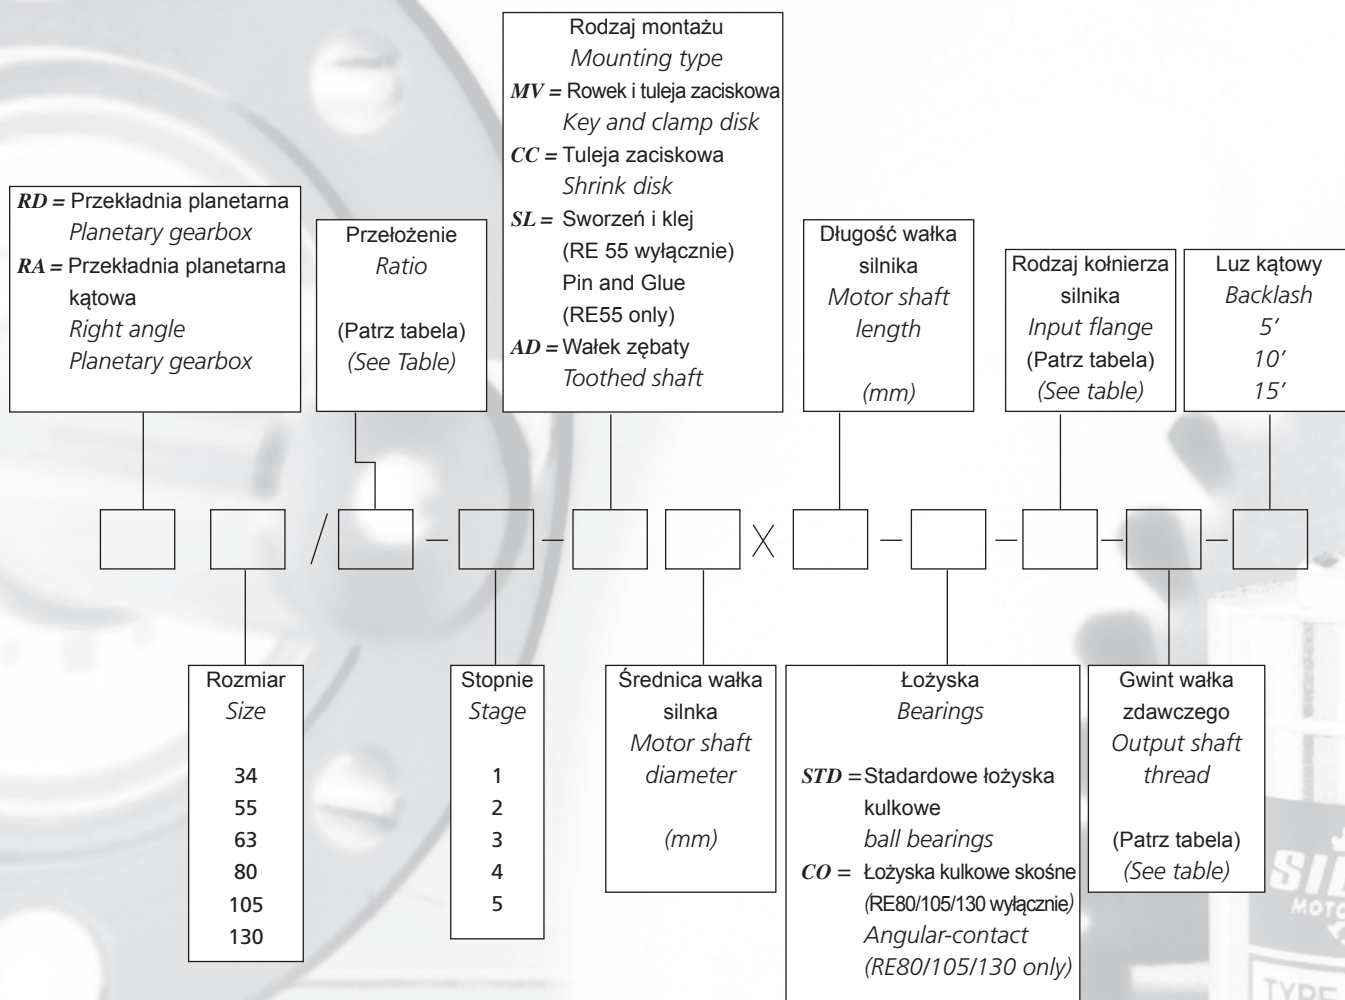 Rodzaj montażu
Mounting type
MV = Rowek i tuleja zaciskowa
Key and clamp disk
CC = Tuleja zaciskowa
Shrink disk
SL = Sworzeń i klej
(RE 55 wyłącznie)
Pin and Glue
(RE55 only)
AD = Wałek zębaty
Toothed shaft
RD = Przekładnia planetarna
Planetary gearbox
RA = Przekładnia planetarna
kątowa
Right angle
Planetary gearbox
Przełożenie
Ratio
(Patrz tabela)
(See Table)
Długość wałka
silnika
Motor shaft
length
(mm)
Rodzaj kołnierza
silnika
Input flange
(Patrz tabela)
(See table)
Luz kątowy
Backlash
5’
10’
15’
/ – – X – – – –
Rozmiar
Size
34
55
63
80
105
130
Stopnie
Stage
1
2
3
4
5
Średnica wałka
silnka
Motor shaft
diameter
(mm)
Łożyska
Bearings
STD = Stadardowe łożyska
kulkowe
ball bearings
CO = Łożyska kulkowe skośne
(RE80/105/130 wyłącznie)
Angular-contact
(RE80/105/130 only)
Gwint wałka
zdawczego
Output shaft
thread
(Patrz tabela)
(See table)
TYPE